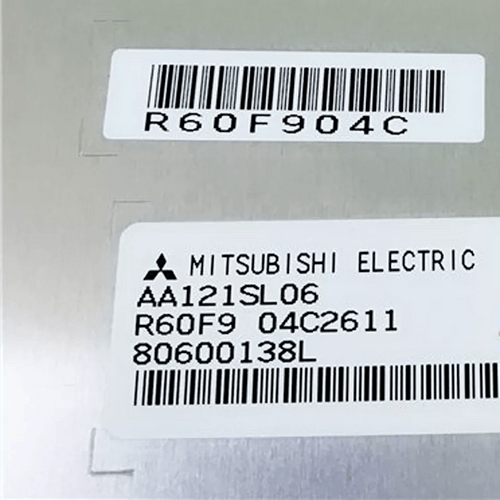 R60F904C
MITSUBISHI ELECTRIC
AA121SL06
R60F9 04C2611
80600138L